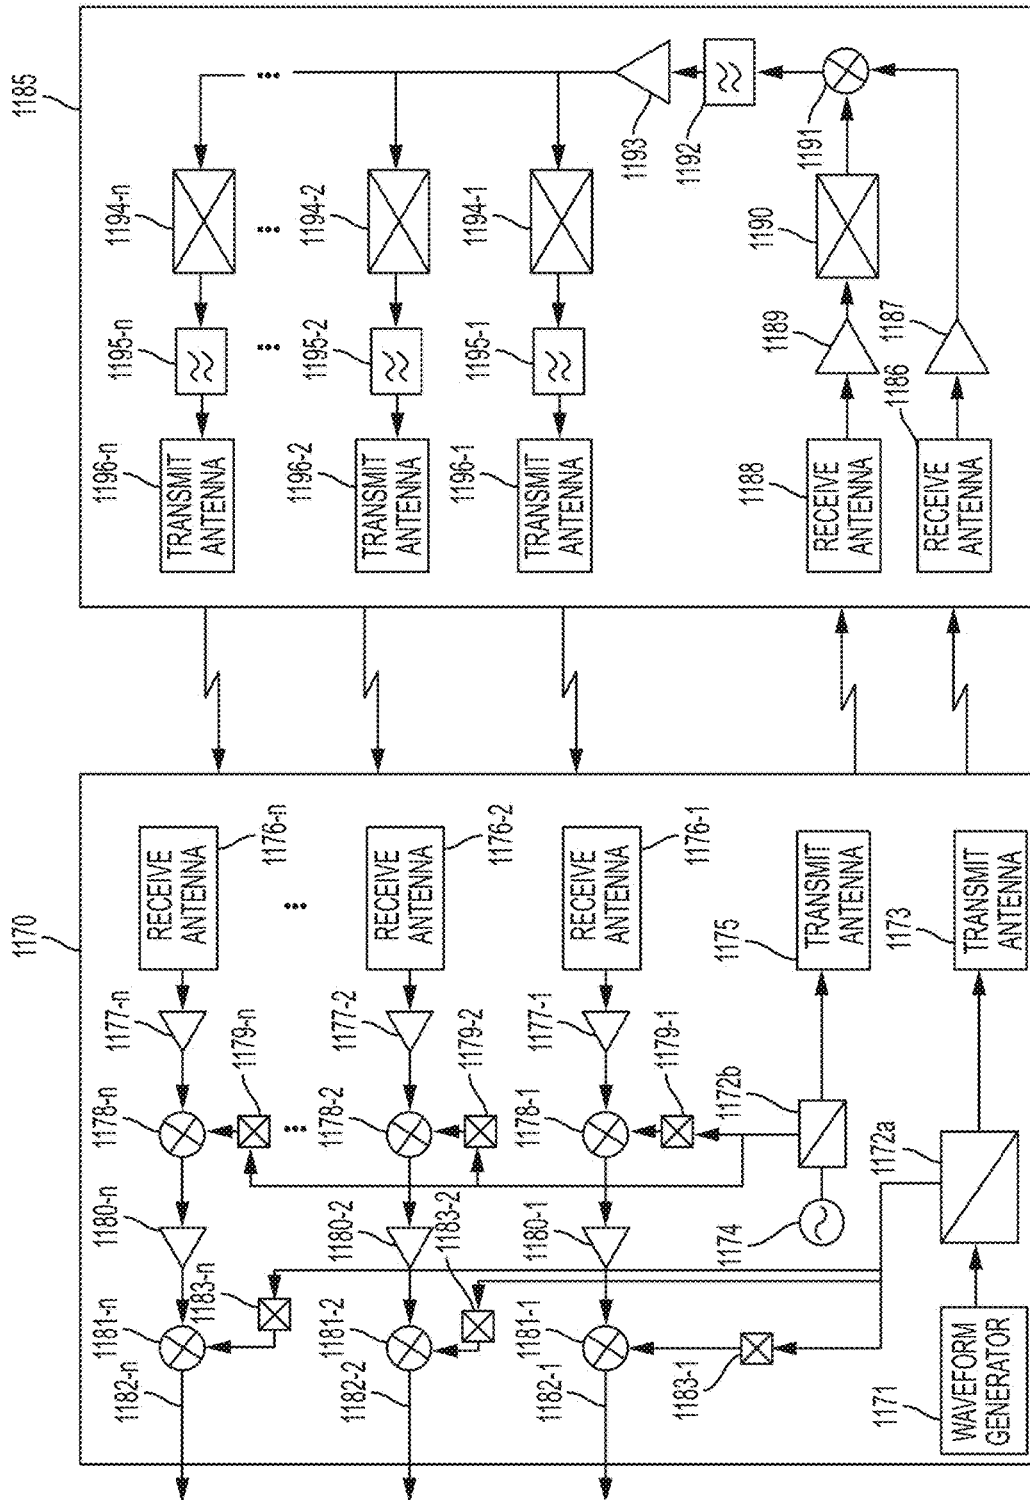 1170
1182-n
1181-n
1183-n
1180-n
1178-n
1179-n
1177-n
RECEIVE
ANTENNA
1176-n
...
...
1182-2
1181-2
1183-2
1180-2
1178-2
1179-2
1177-2
RECEIVE
ANTENNA
1176-2
1182-1
1181-1
1183-1
1180-1
1178-1
1179-1
1177-1
RECEIVE
ANTENNA
1176-1
1174
1172b
1175
TRANSMIT
ANTENNA
1171
WAVEFORM
GENERATOR
1172a
1173
TRANSMIT
ANTENNA
1185
1196-n
TRANSMIT
ANTENNA
1195-n
1194-n
...
...
...
1196-2
TRANSMIT
ANTENNA
1195-2
1194-2
1196-1
TRANSMIT
ANTENNA
1195-1
1194-1
1193
1192
1188
RECEIVE
ANTENNA
1189
1190
1191
1186
RECEIVE
ANTENNA
1187